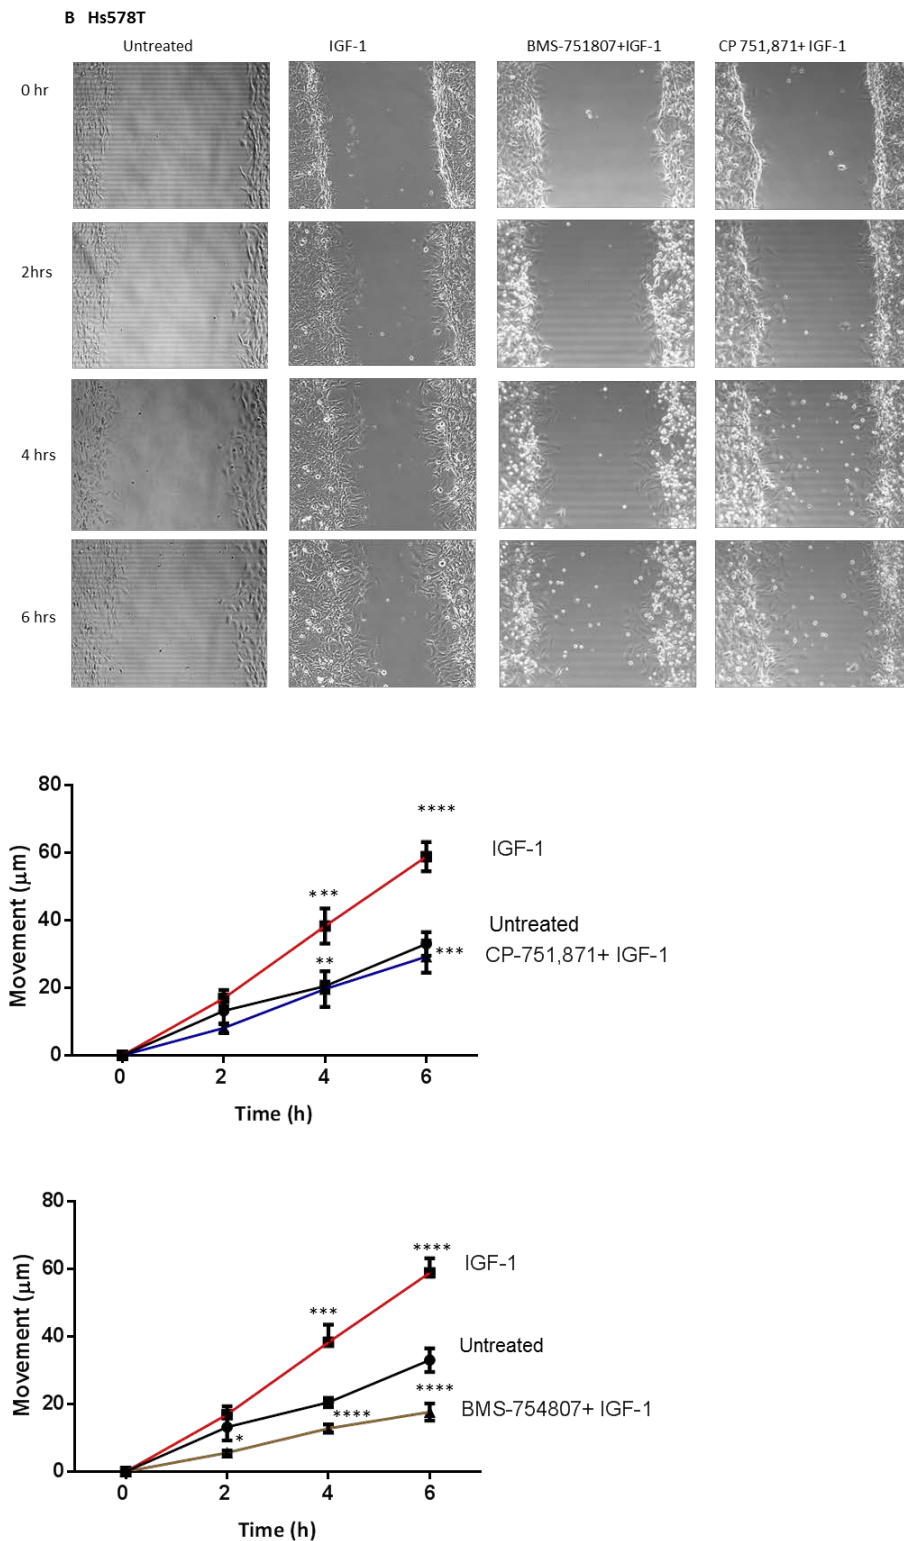 B Hs578T
Untreated IGF-1 BMS-751807+IGF-1 CP 751,871+ IGF-1
0 hr
2hrs
4 hrs
6 hrs
80
60
40
20
0
Movement (μm)
0 2 4 6
Time (h)
****
IGF-1
***
Untreated
**
***
CP-751,871+ IGF-1
80
60
40
20
0
Movement (μm)
0 2 4 6
Time (h)
****
IGF-1
***
Untreated
****
BMS-754807+ IGF-1
****
*